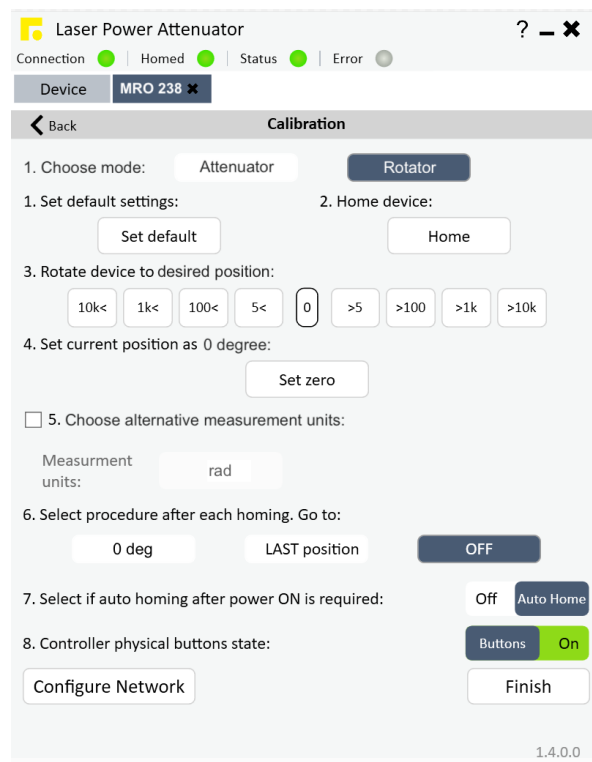 Laser Power Attenuator ?
Connection Homed Status Error
Device MRO 238
Back Calibration
1. Choose mode: Attenuator Rotator
1. Set default settings: 2. Home device:
Set default Home
3. Rotate device to desired position:
10k< 1k< 100< 5< 0 >5 >100 >1k >10k
4. Set current position as 0 degree:
Set zero
5. Choose alternative measurement units:
Measurment
units: rad
6. Select procedure after each homing. Go to:
0 deg LAST position OFF
7. Select if auto homing after power ON is required: Off Auto Home
8. Controller physical buttons state: Buttons On
Configure Network Finish
1.4.0.0